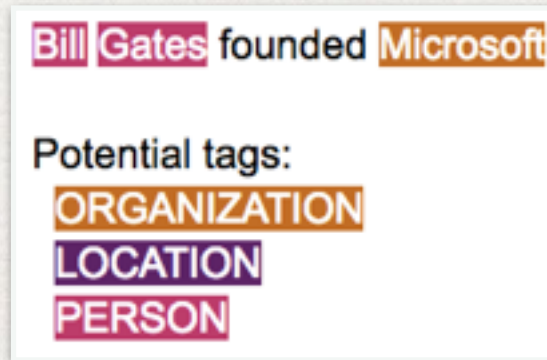 Bill Gates founded Microsoft
Potential tags:
ORGANIZATION
LOCATION
PERSON